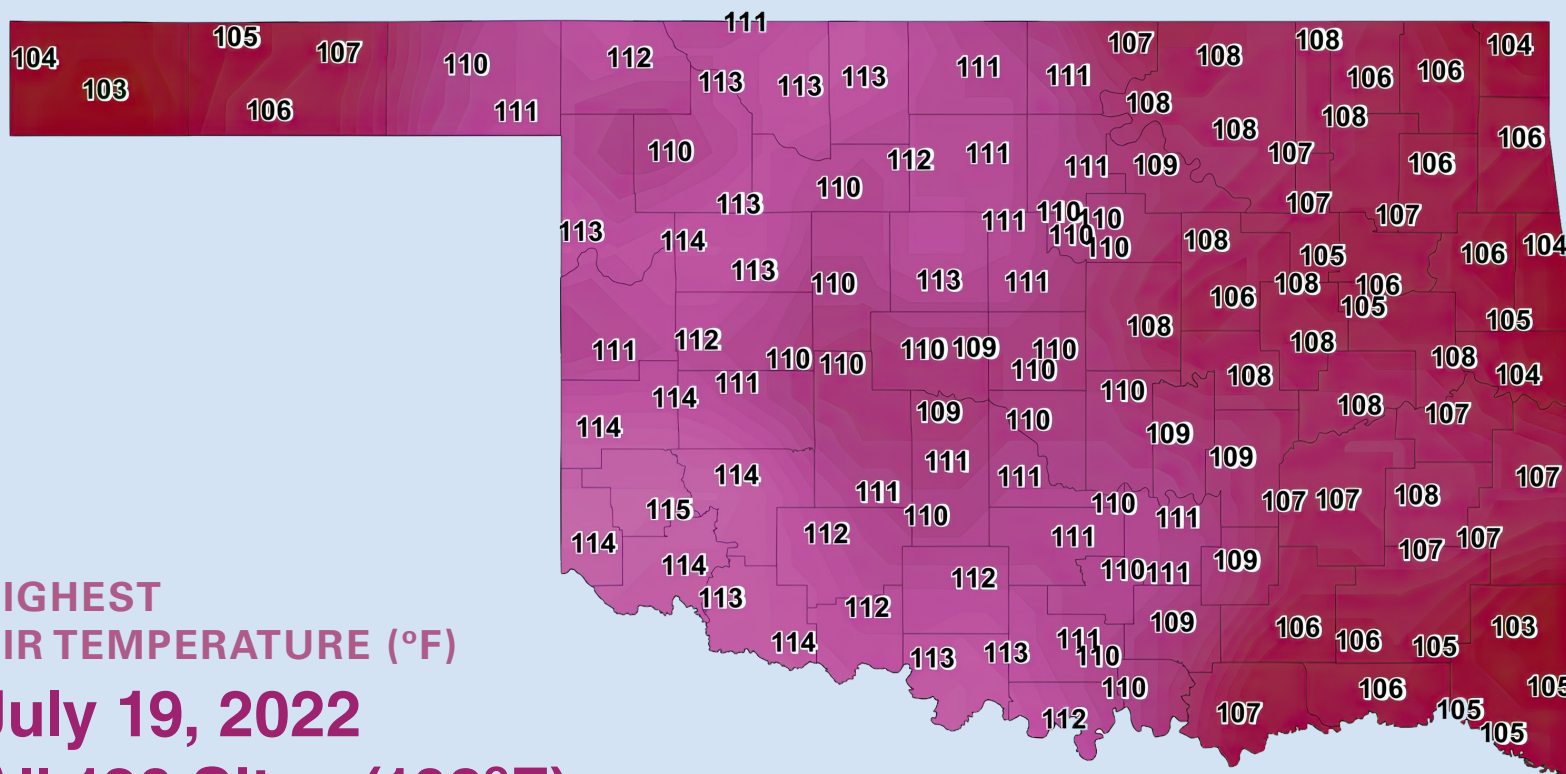 111
104 105 107 110 112 107 108 108 104
103 106 111 113 113 113 111 111 108 106 106
108 108 106
110 112 111 111 109 107 106
113 110 107 107
113 114 111 110 110 110 110 108 105 106 104
113 110 113 111 106 108 106 105 105
111 112 110 110 110 109 110 110 108 108 108 104
114 111 110 108 108 107
114 109 110 109 109
114 111 111 107
115 111 110 110 111 107 107 108
114 112 111 107 107
114 112 110 111 109
IGHEST
113 112 109 106 103
IR TEMPERATURE (ºF)
114 113 113 111 110 106 105
110 106 105
July 19, 2022
112 107 105 105